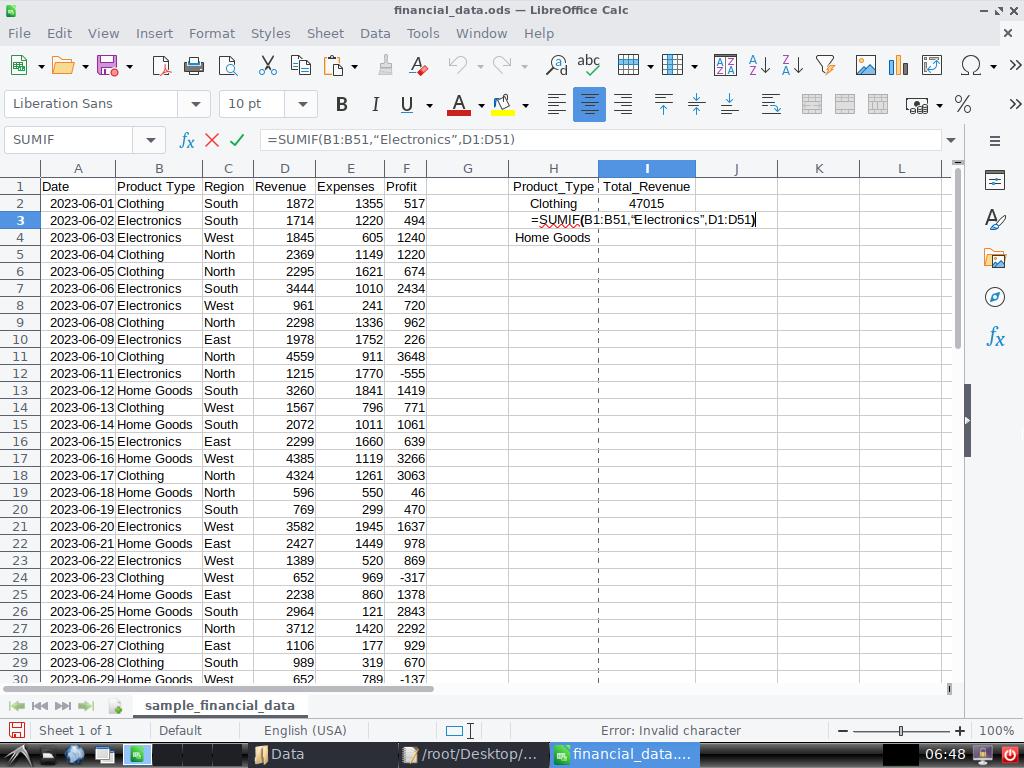 financial_data.ods — LibreOffice Calc
File Edit View Insert Format Styles Sheet Data Tools Window Help
Liberation Sans 10 pt
SUMIF =SUMIF(B1:B51,“Electronics”,D1:D51)
A B C D E F G H I J K L
1 Date Product Type Region Revenue Expenses Profit Product_Type Total_Revenue
2 2023-06-01 Clothing South 1872 1355 517 Clothing 47015
3 2023-06-02 Electronics South 1714 1220 494 =SUMIF(B1:B51,“Electronics”,D1:D51)
4 2023-06-03 Electronics West 1845 605 1240 Home Goods
5 2023-06-04 Clothing North 2369 1149 1220
6 2023-06-05 Clothing North 2295 1621 674
7 2023-06-06 Electronics South 3444 1010 2434
8 2023-06-07 Electronics West 961 241 720
9 2023-06-08 Clothing North 2298 1336 962
10 2023-06-09 Electronics East 1978 1752 226
11 2023-06-10 Clothing North 4559 911 3648
12 2023-06-11 Electronics North 1215 1770 -555
13 2023-06-12 Home Goods South 3260 1841 1419
14 2023-06-13 Clothing West 1567 796 771
15 2023-06-14 Home Goods South 2072 1011 1061
16 2023-06-15 Electronics East 2299 1660 639
17 2023-06-16 Home Goods West 4385 1119 3266
18 2023-06-17 Clothing North 4324 1261 3063
19 2023-06-18 Home Goods North 596 550 46
20 2023-06-19 Electronics South 769 299 470
21 2023-06-20 Electronics West 3582 1945 1637
22 2023-06-21 Home Goods East 2427 1449 978
23 2023-06-22 Electronics West 1389 520 869
24 2023-06-23 Clothing West 652 969 -317
25 2023-06-24 Home Goods East 2238 860 1378
26 2023-06-25 Home Goods South 2964 121 2843
27 2023-06-26 Electronics North 3712 1420 2292
28 2023-06-27 Clothing East 1106 177 929
29 2023-06-28 Clothing South 989 319 670
30 2023-06-29 Home Goods West 652 789 -137
sample_financial_data
Sheet 1 of 1 Default English (USA) Error: Invalid character 100%
Data /root/Desktop/... financial_data.... 06:48